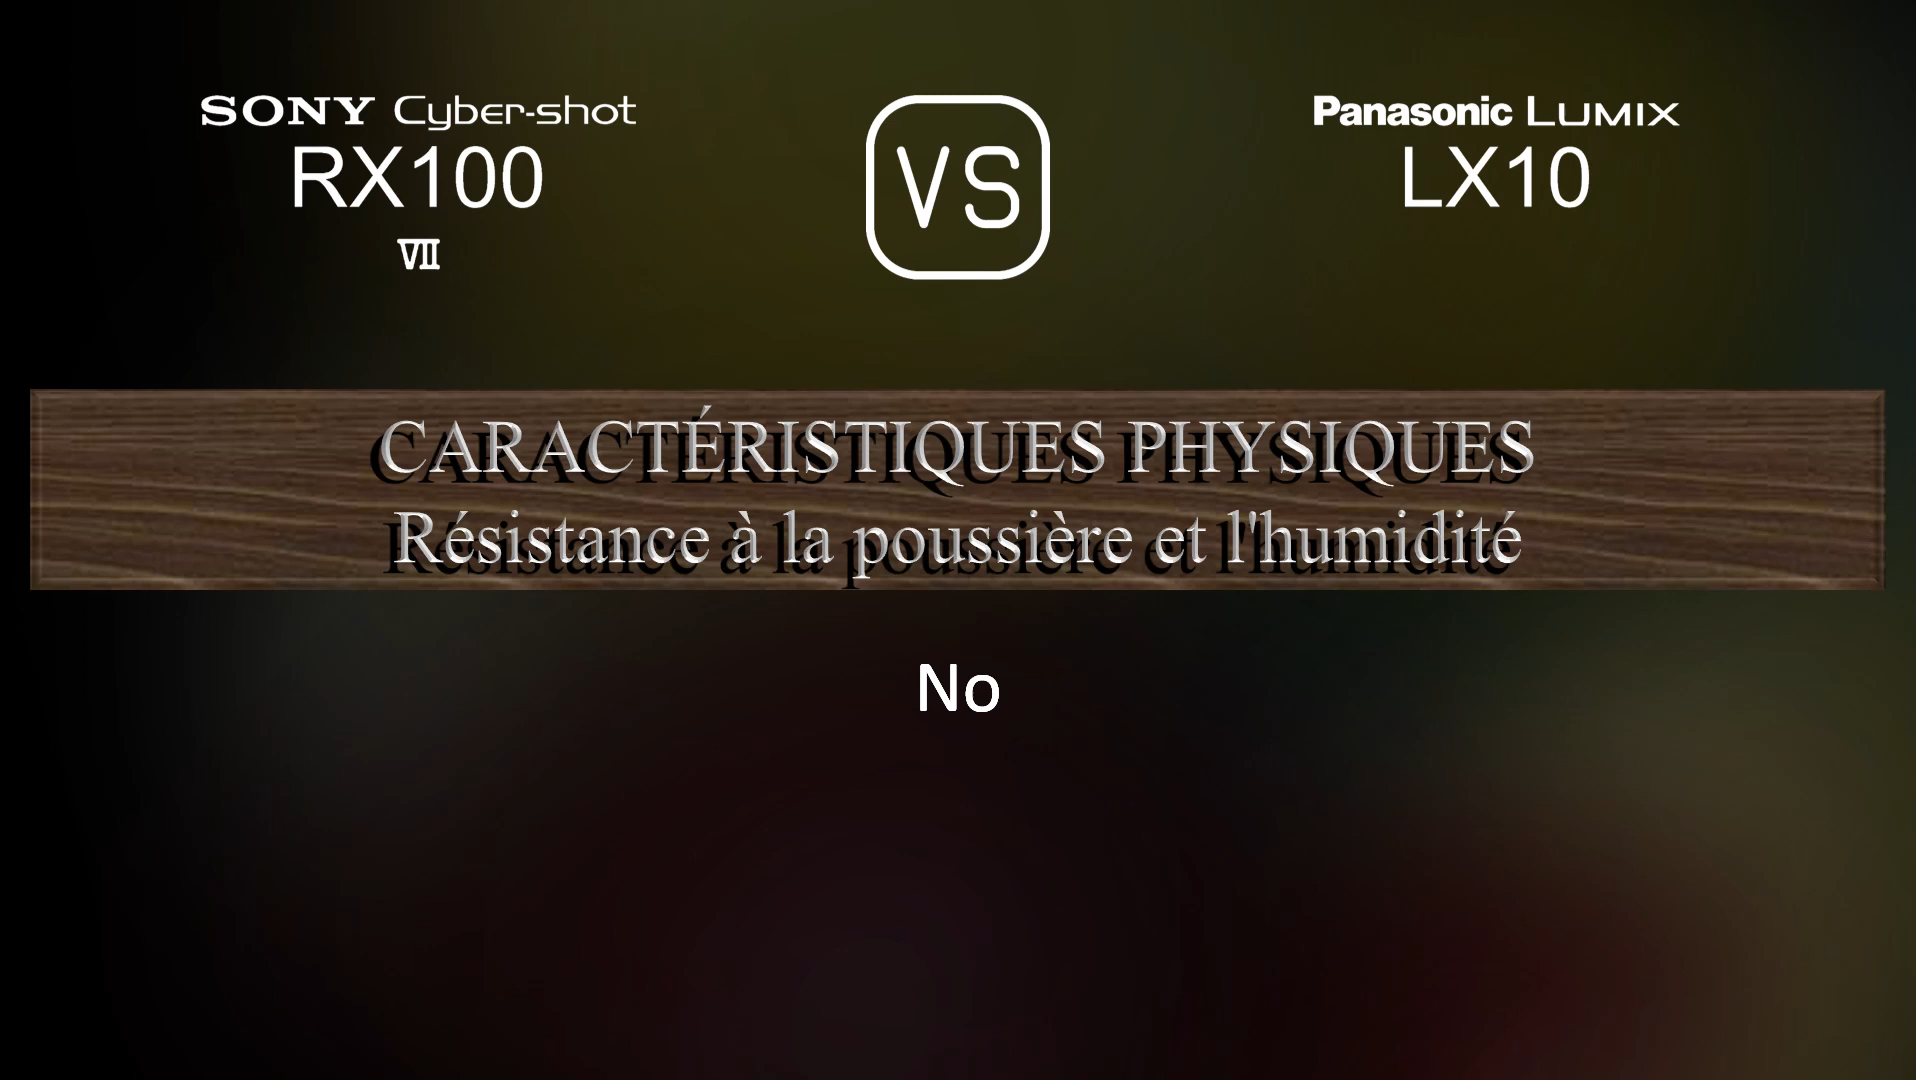 SONY Cyber-shot
RX100
VII
VS
Panasonic LUMIX
LX10
CARACTÉRISTIQUES PHYSIQUES
Résistance à la poussière et l'humidité
No